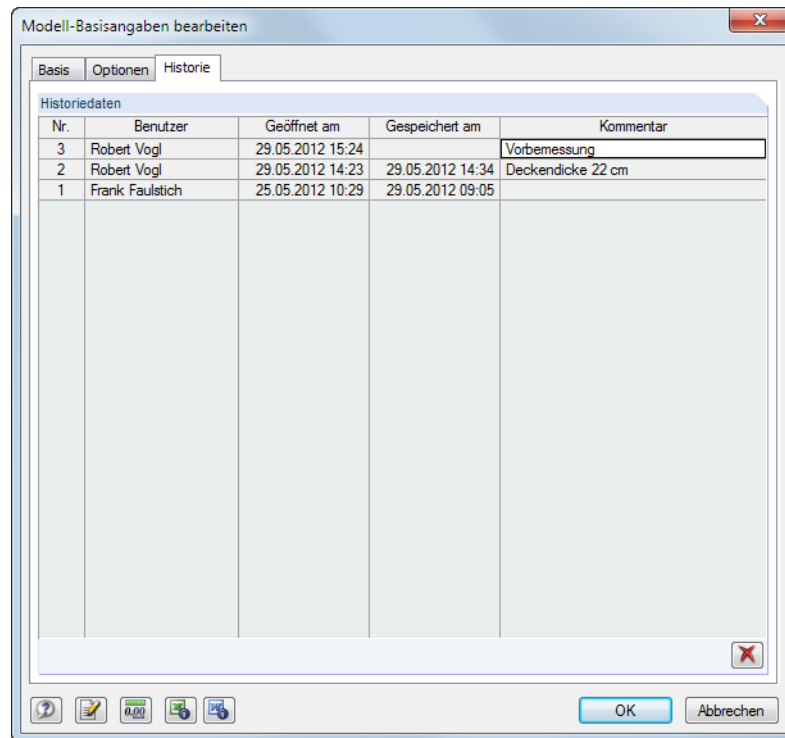 Modell-Basisangaben bearbeiten
Basis Optionen Historie
Historiedaten
Nr. Benutzer Geöffnet am Gespeichert am Kommentar
3 Robert Vogl 29.05.2012 15:24 Vorbemessung
2 Robert Vogl 29.05.2012 14:23 29.05.2012 14:34 Deckendicke 22 cm
1 Frank Faulstich 25.05.2012 10:29 29.05.2012 09:05
0.00 OK Abbrechen